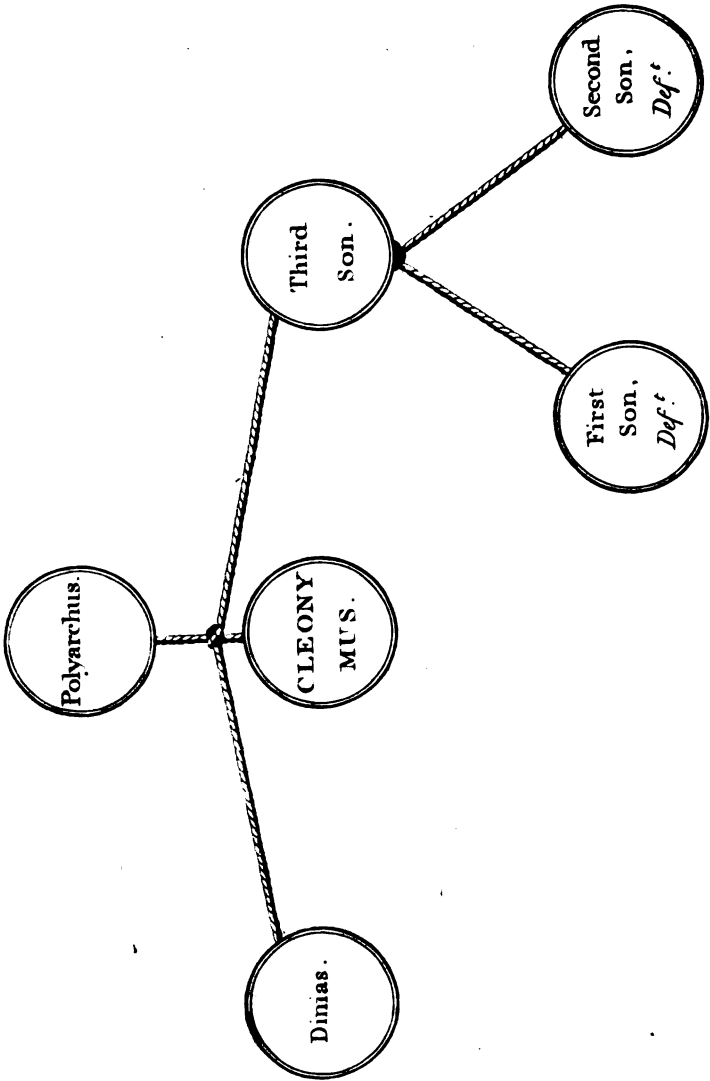 Polyarchus.
Dinias.
CLEONY
MUS.
Third
Son.
First
Son,
Def.t
Second
Son,
Def.t